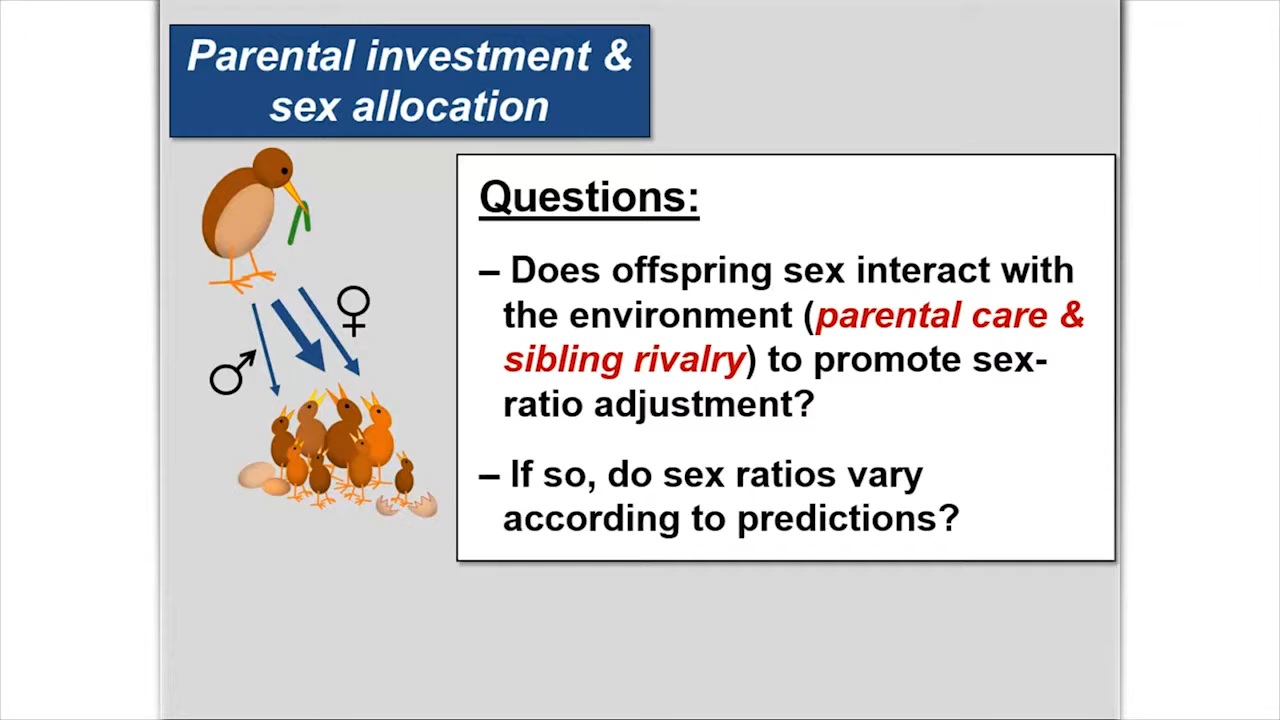 Parental investment &
sex allocation
Questions:
– Does offspring sex interact with
the environment (parental care &
sibling rivalry) to promote sex-
ratio adjustment?
– If so, do sex ratios vary
according to predictions?
♀
♂